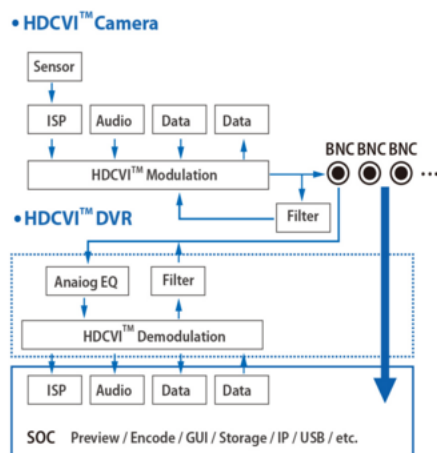 • HDCVI™ Camera
Sensor
ISP Audio Data Data
BNC BNC BNC
HDCVI™ Modulation
...
Filter
• HDCVI™ DVR
Anaiog EQ Filter
HDCVI™ Demodulation
ISP Audio Data Data
SOC Preview / Encode / GUI / Storage / IP / USB / etc.